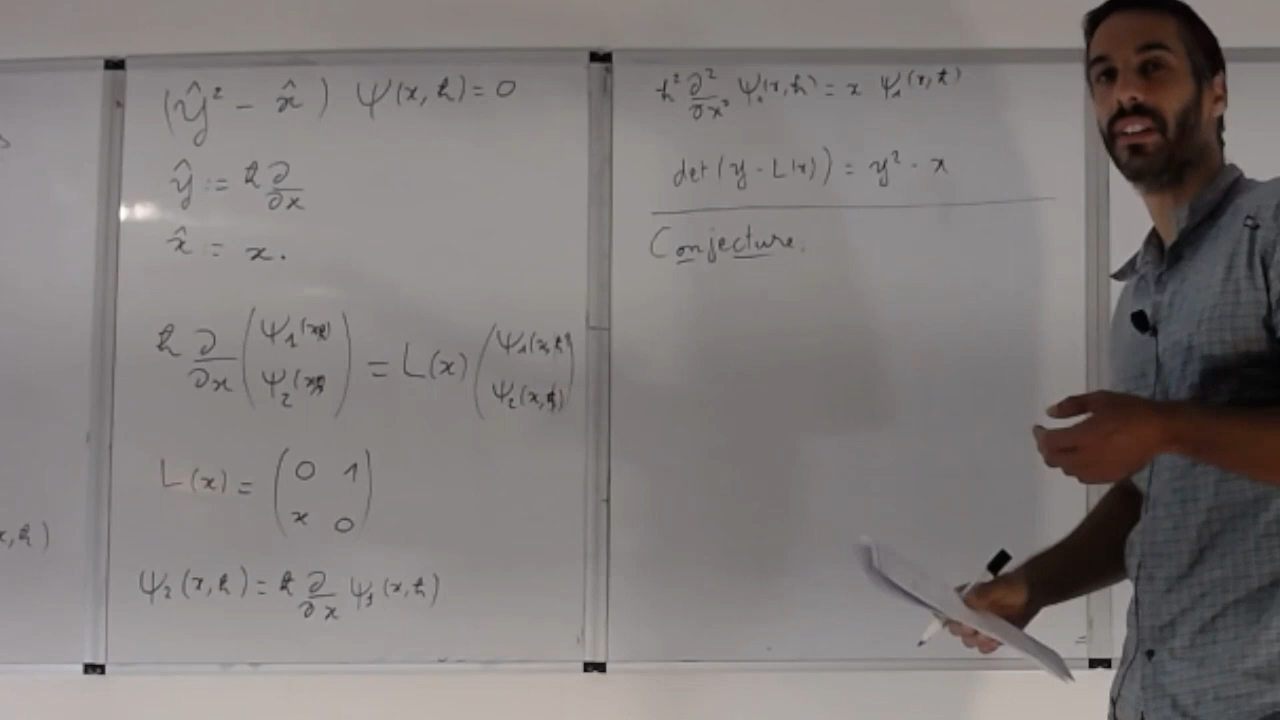 (ŷ² - x̂) Ψ(x, ħ) = 0
ŷ := ħ ∂/∂x
x̂ := x.
ħ ∂/∂x (Ψ₁(x,ħ) Ψ₂(x,ħ)) = L(x) (Ψ₁(x,ħ) Ψ₂(x,ħ))
L(x) = (0 1
x 0)
Ψ₂(x,ħ) = ħ ∂/∂x Ψ₁(x,ħ)
x,ħ)
ħ² ∂²/∂x² Ψ₁(x,ħ) = x Ψ₁(x,ħ)
det(y - L(x)) = y² - x
Conjecture.